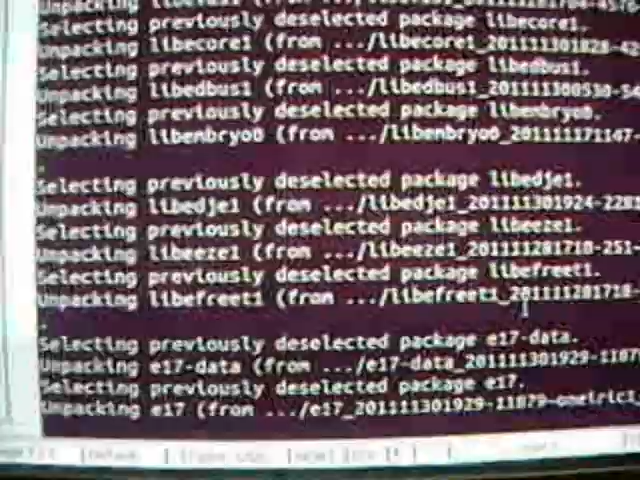 Selecting previously deselected package libecore1.
Unpacking libecore1 (from .../libecore1_201111301828-
Selecting previously deselected package libedbus1.
Unpacking libedbus1 (from .../libedbus1_201111300530-54
Selecting previously deselected package libembryo0.
Unpacking libembryo0 (from .../libembryo0_201111171147-
.
Selecting previously deselected package libedje1.
Unpacking libedje1 (from .../libedje1_201111301924-2281
Selecting previously deselected package libeeze1.
Unpacking libeeze1 (from .../libeeze1_201111281710-251-
Selecting previously deselected package libefreet1.
Unpacking libefreet1 (from .../libefreet1_201111281718-
.
Selecting previously deselected package e17-data.
Unpacking e17-data (from .../e17-data_201111301929-1187
Selecting previously deselected package e17.
Unpacking e17 (from .../e17_201111301929-11879-oneiric1